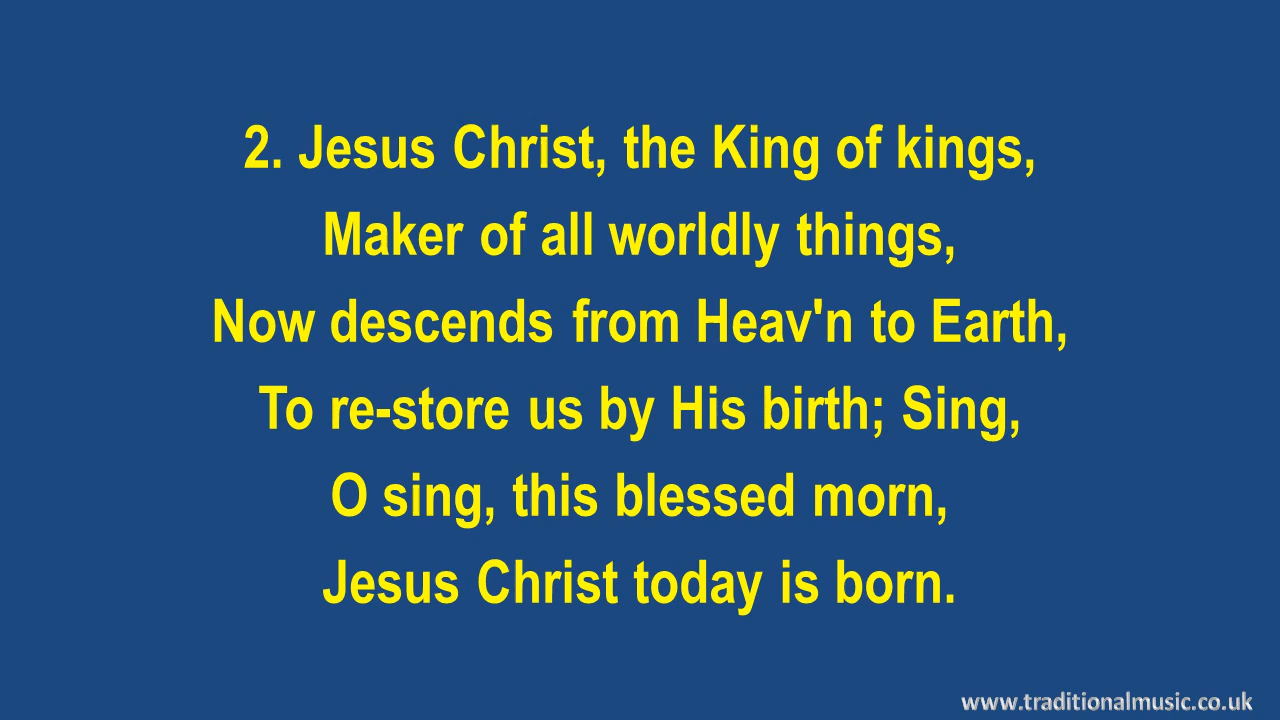 2. Jesus Christ, the King of kings,
Maker of all worldly things,
Now descends from Heav'n to Earth,
To re-store us by His birth; Sing,
O sing, this blessed morn,
Jesus Christ today is born.
www.traditionalmusic.co.uk